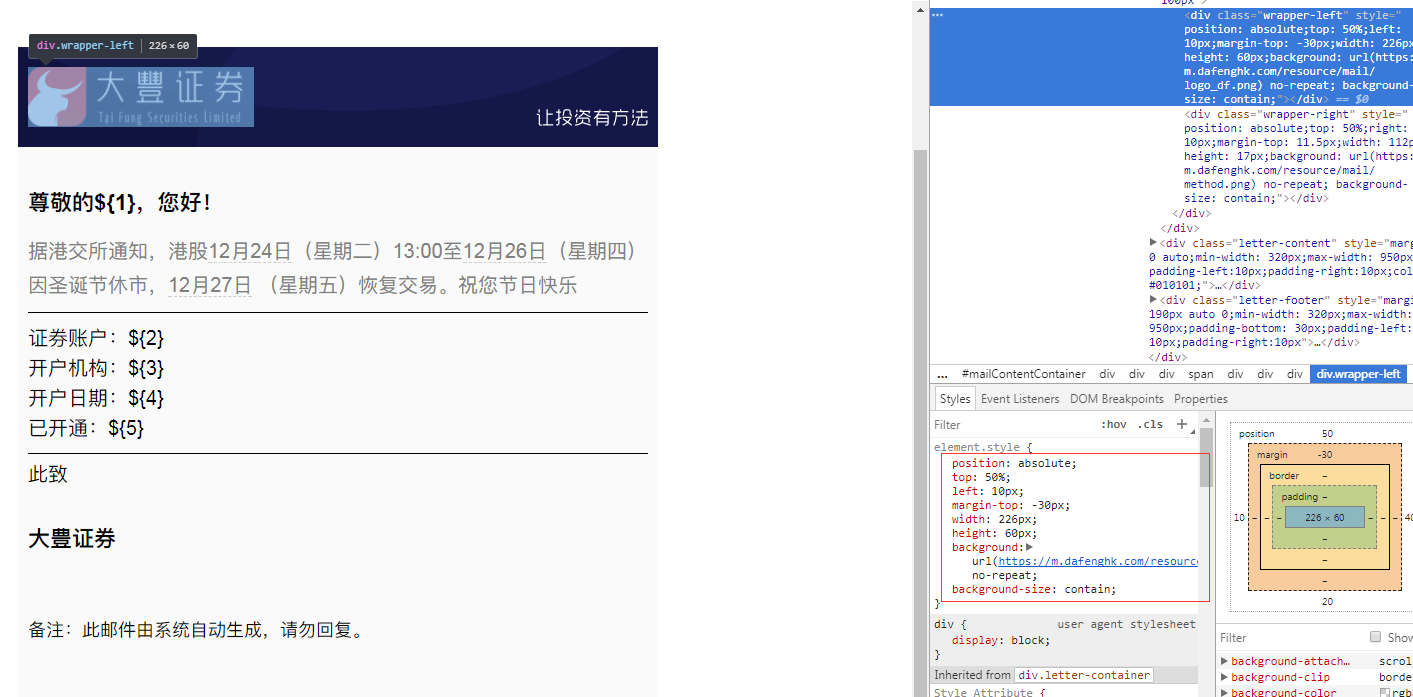 100px">
div.wrapper-left | 226×60
大豐证券
Tai Fung Securities Limited
让投资有方法
尊敬的${1}，您好！
据港交所通知，港股12月24日（星期二）13:00至12月26日（星期四）
因圣诞节休市，12月27日 （星期五）恢复交易。祝您节日快乐
证券账户：${2}
开户机构：${3}
开户日期：${4}
已开通：${5}
此致
大豊证券
备注：此邮件由系统自动生成，请勿回复。
…
<div class="wrapper-left" style="
position: absolute;top: 50%;left:
10px;margin-top: -30px;width: 226px
height: 60px;background: url(https:
m.dafenghk.com/resource/mail/
logo_df.png) no-repeat; background-
size: contain;"></div> == $0
<div class="wrapper-right" style="
position: absolute;top: 50%;right:
10px;margin-top: 11.5px;width: 112p
height: 17px;background: url(https:
m.dafenghk.com/resource/mail/
method.png) no-repeat; background-
size: contain;"></div>
</div>
</div>
<div class="letter-content" style="marg
0 auto;min-width: 320px;max-width: 950px
padding-left:10px;padding-right:10px;col
#010101;">…</div>
<div class="letter-footer" style="margi
190px auto 0;min-width: 320px;max-width:
950px;padding-bottom: 30px;padding-left:
10px;padding-right:10px">…</div>
</div>
... #mailContentContainer div div div span div div div div.wrapper-left
Styles Event Listeners DOM Breakpoints Properties
Filter :hov .cls +
element.style {
position: absolute;
top: 50%;
left: 10px;
margin-top: -30px;
width: 226px;
height: 60px;
background:
url(https://m.dafenghk.com/resourc
no-repeat;
background-size: contain;
}
div { user agent stylesheet
display: block;
}
Inherited from div.letter-container
Style Attribute {
position 50
margin -30
border –
padding –
10 – – – 226 × 60 – – – 40
–
–
–
20
Filter Show
background-attach… scroll
background-clip borde
background-color rgb